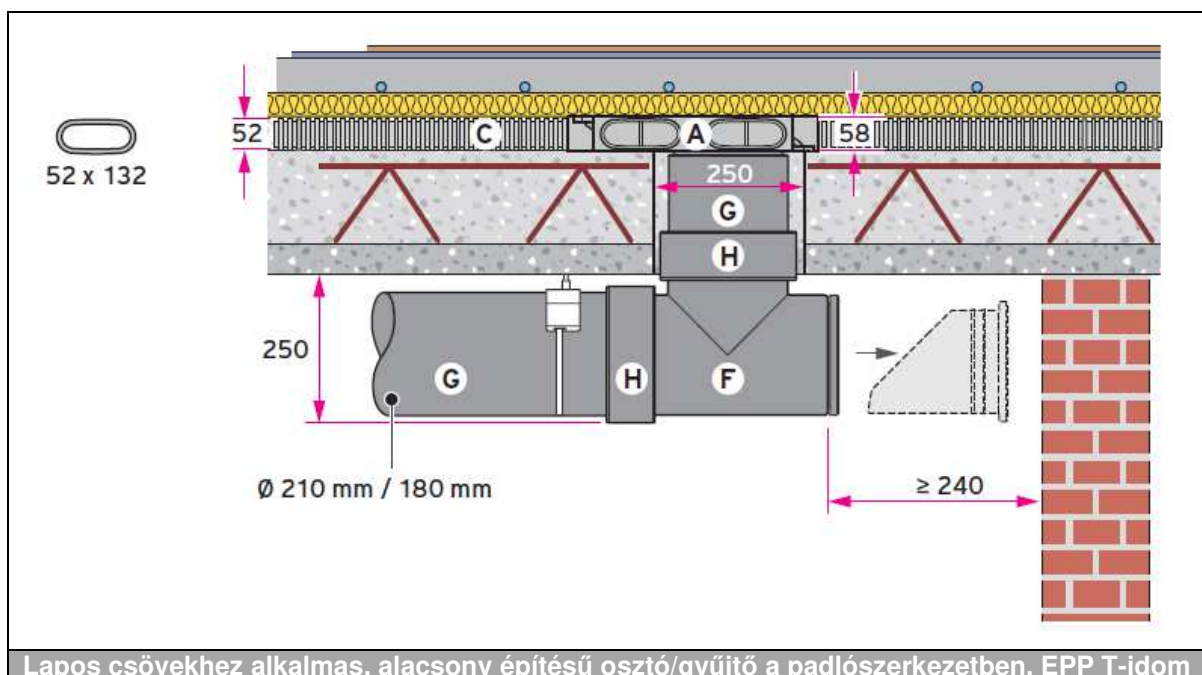 52
C
A
58
52 x 132
250
G
H
250
G
H
F
Ø 210 mm / 180 mm
≥ 240
Lapos csövekhez alkalmas, alacsony építésű osztó/gyűjtő a padlószerkezetben, EPP T-idom